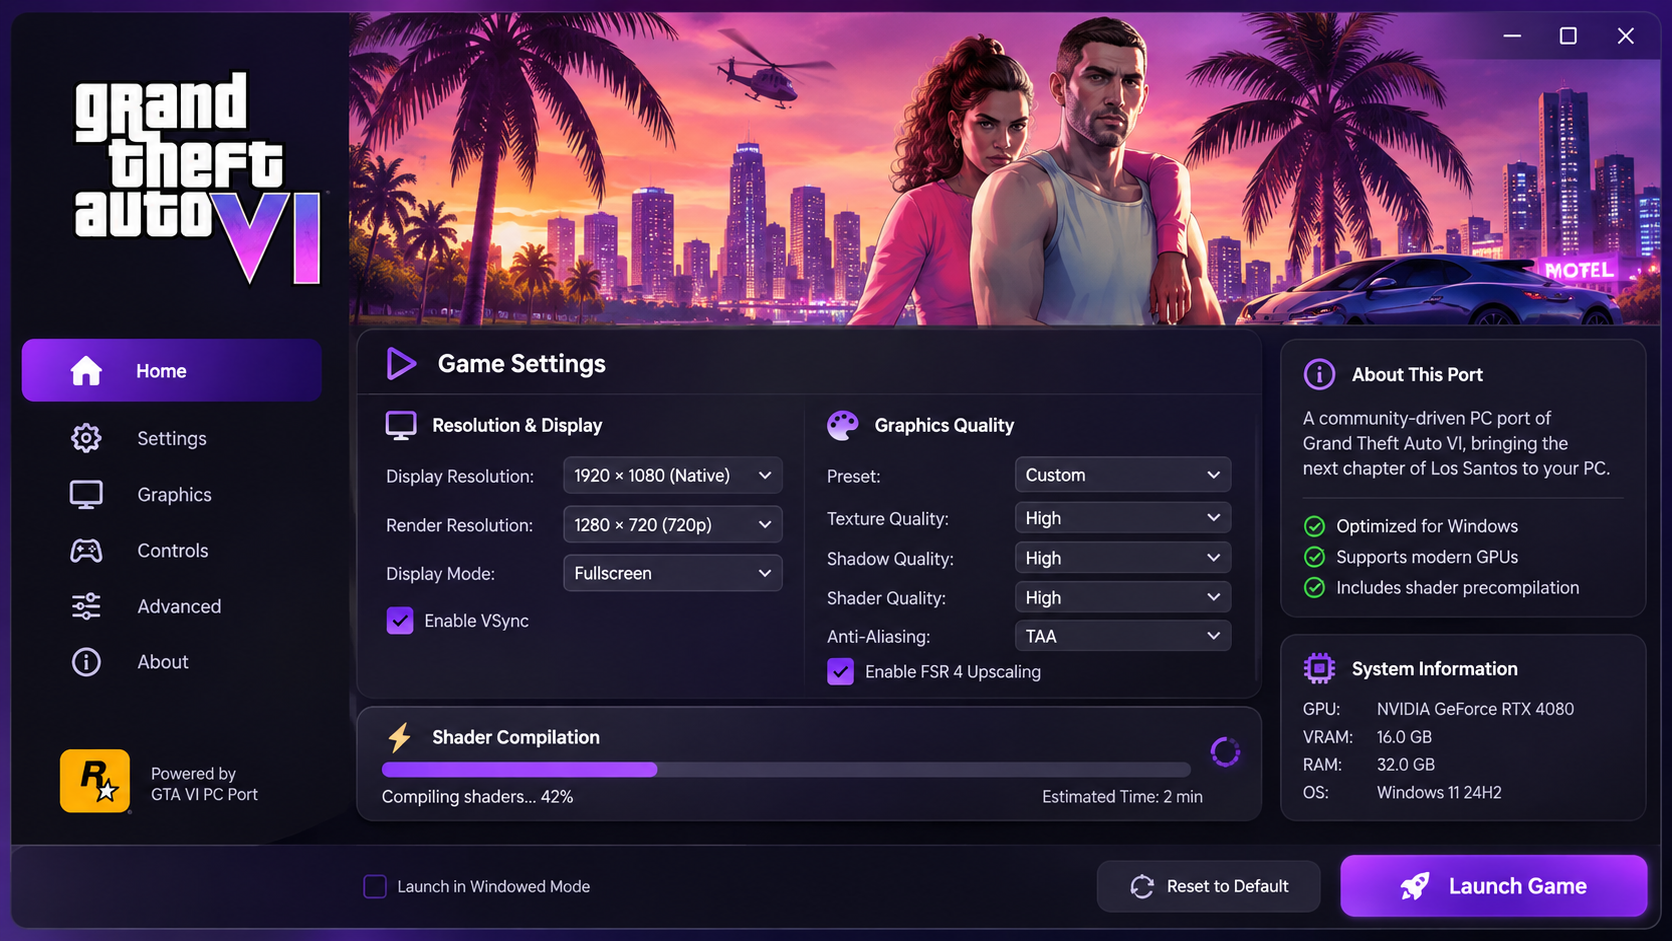 grand
theft
auto VI
MOTEL
Home
Settings
Graphics
Controls
Advanced
About
R
Powered by
GTA VI PC Port
Game Settings
Resolution & Display
Display Resolution: 1920 × 1080 (Native)
Render Resolution: 1280 × 720 (720p)
Display Mode: Fullscreen
Enable VSync
Graphics Quality
Preset: Custom
Texture Quality: High
Shadow Quality: High
Shader Quality: High
Anti-Aliasing: TAA
Enable FSR 4 Upscaling
Shader Compilation
Compiling shaders... 42%
Estimated Time: 2 min
About This Port
A community-driven PC port of
Grand Theft Auto VI, bringing the
next chapter of Los Santos to your PC.
Optimized for Windows
Supports modern GPUs
Includes shader precompilation
System Information
GPU: NVIDIA GeForce RTX 4080
VRAM: 16.0 GB
RAM: 32.0 GB
OS: Windows 11 24H2
Launch in Windowed Mode
Reset to Default
Launch Game